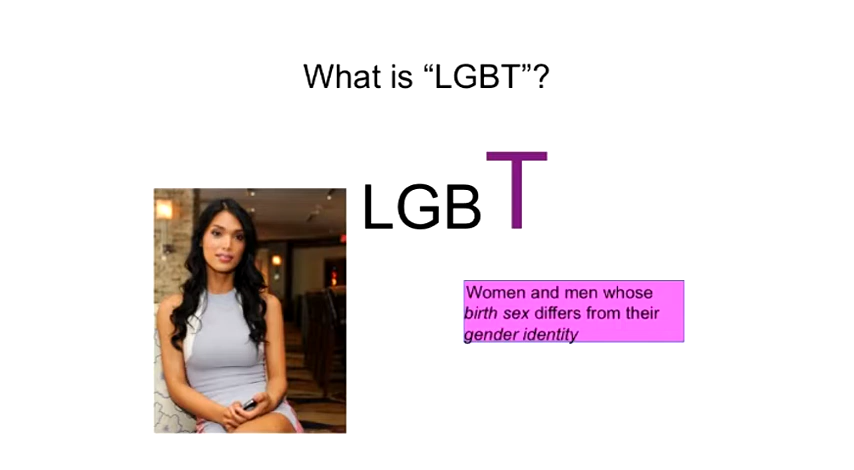 What is “LGBT”?
LGBT
Women and men whose
birth sex differs from their
gender identity